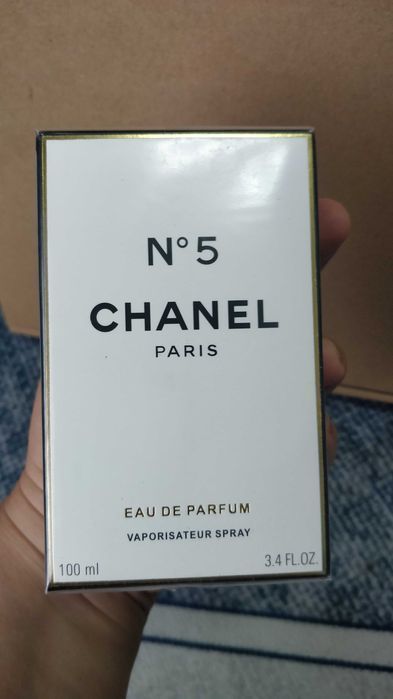 N°5
CHANEL
PARIS
EAU DE PARFUM
VAPORISATEUR SPRAY
100 ml 3.4 FL.OZ.